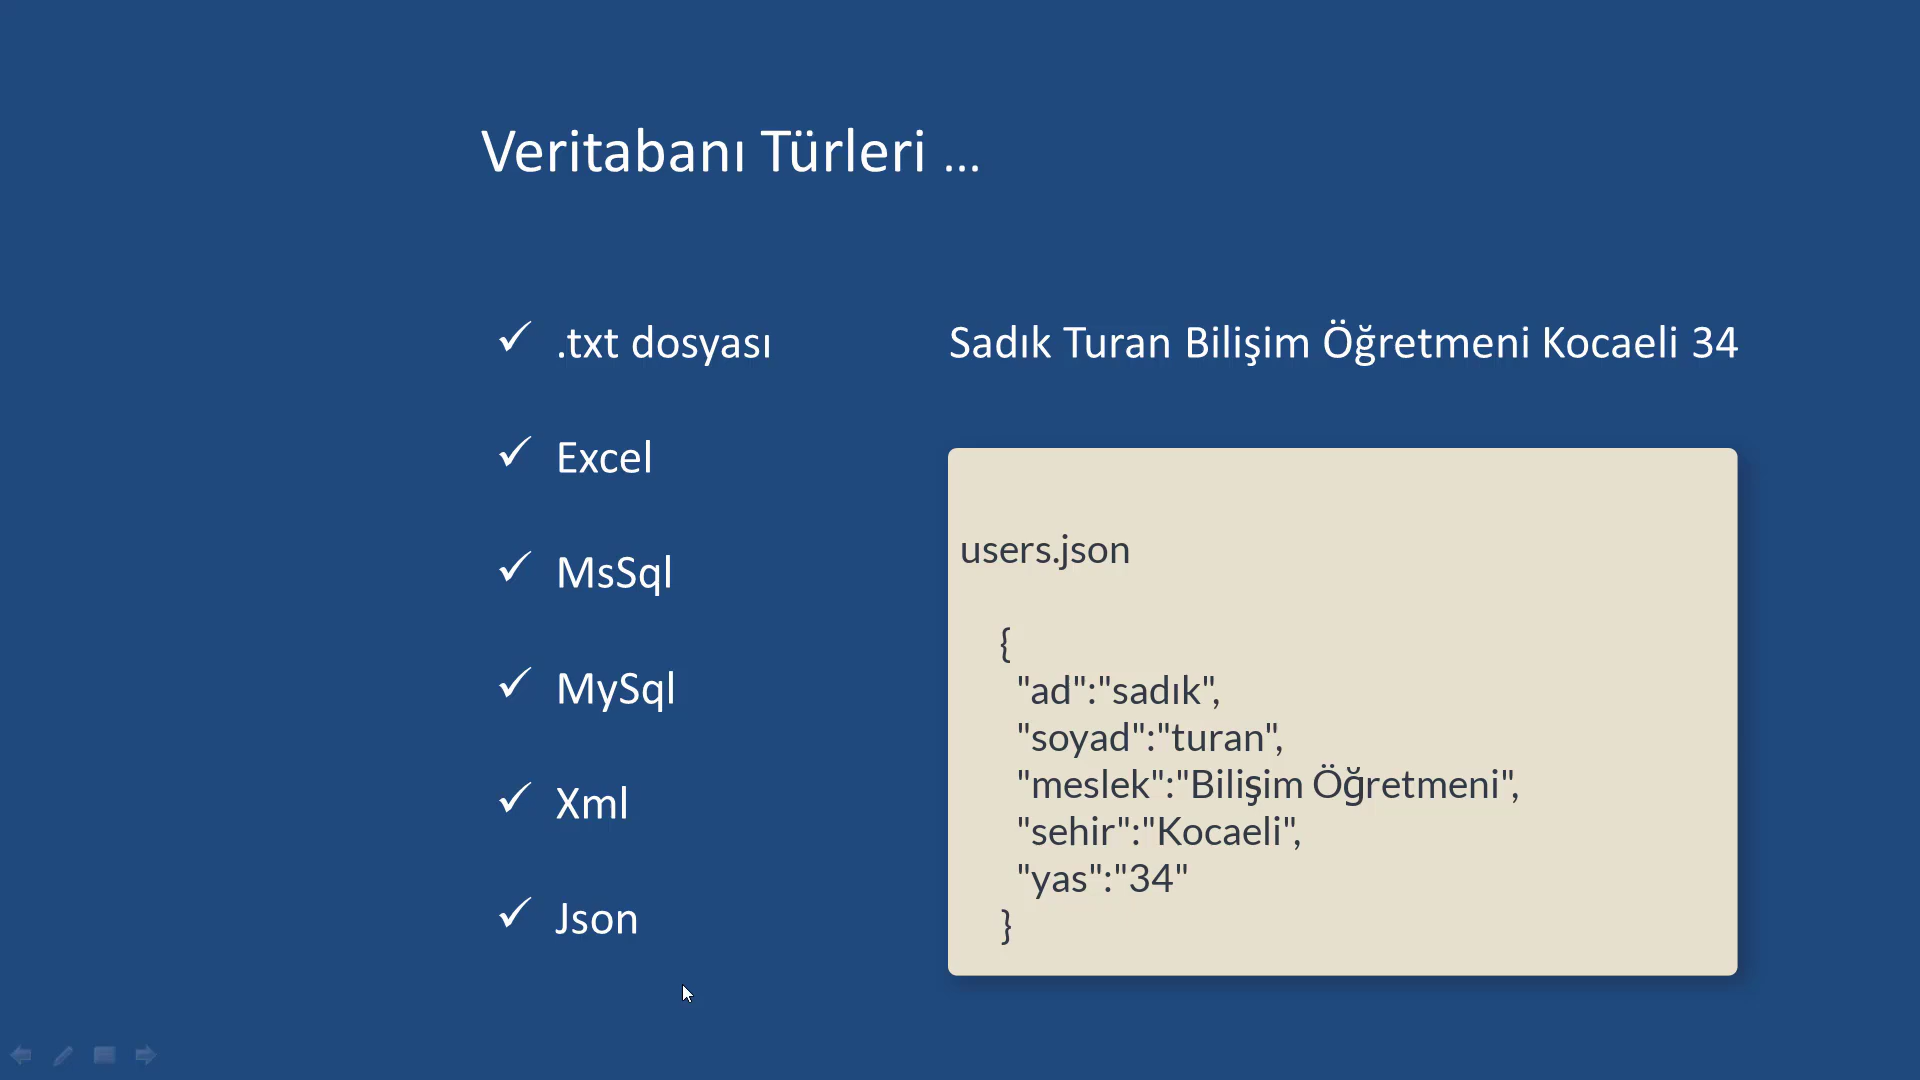 Veritabanı Türleri ...
.txt dosyası
Sadık Turan Bilişim Öğretmeni Kocaeli 34
Excel
MsSql
MySql
Xml
Json
users.json
{
"ad":"sadık",
"soyad":"turan",
"meslek":"Bilişim Öğretmeni",
"sehir":"Kocaeli",
"yas":"34"
}